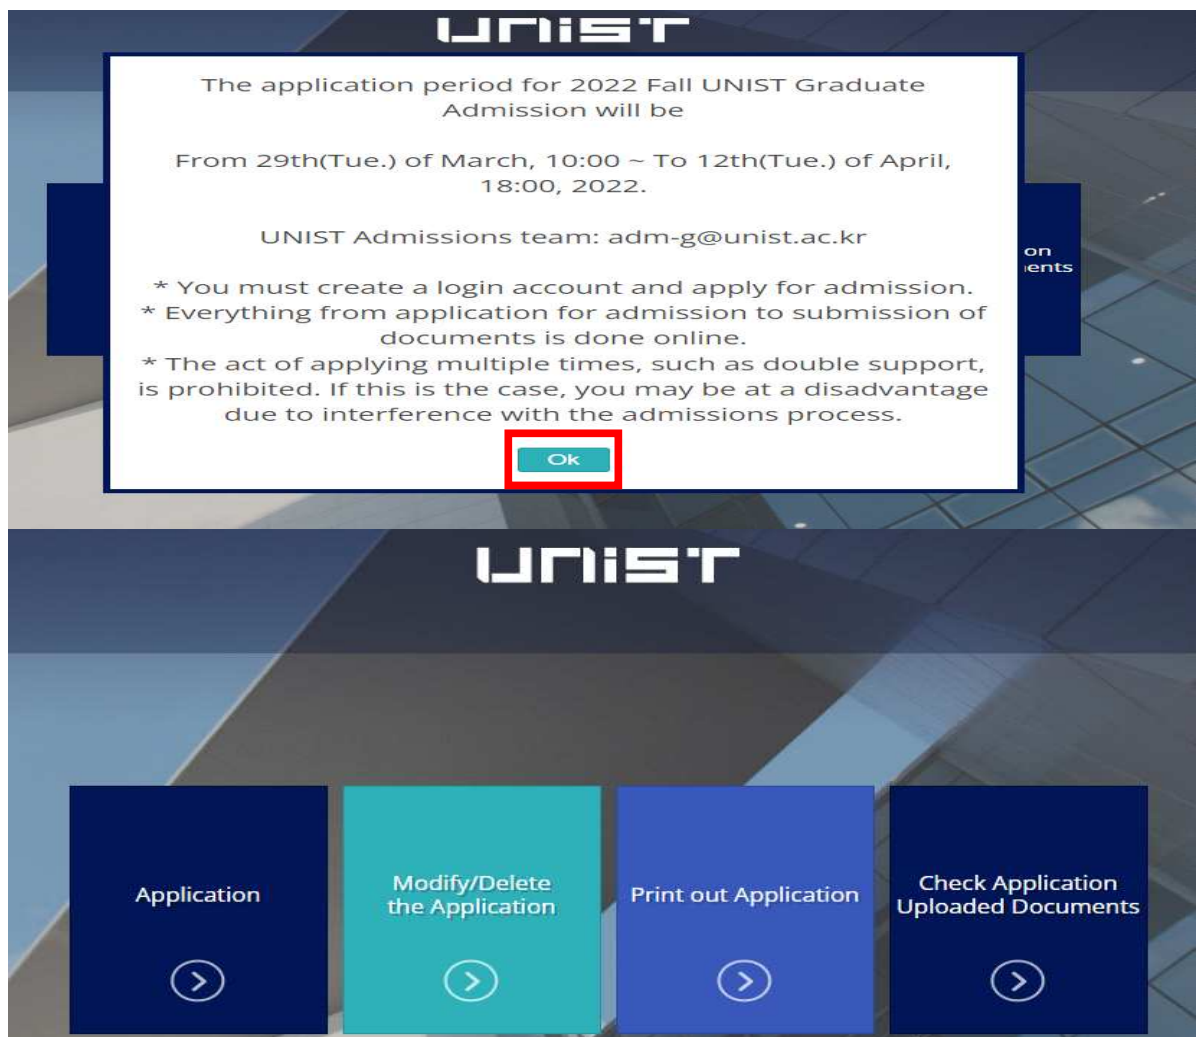 UNIST
The application period for 2022 Fall UNIST Graduate
Admission will be
From 29th(Tue.) of March, 10:00 ~ To 12th(Tue.) of April,
18:00, 2022.
UNIST Admissions team: adm-g@unist.ac.kr
* You must create a login account and apply for admission.
* Everything from application for admission to submission of
documents is done online.
* The act of applying multiple times, such as double support,
is prohibited. If this is the case, you may be at a disadvantage
due to interference with the admissions process.
Ok
UNIST
Application
Modify/Delete
the Application
Print out Application
Check Application
Uploaded Documents